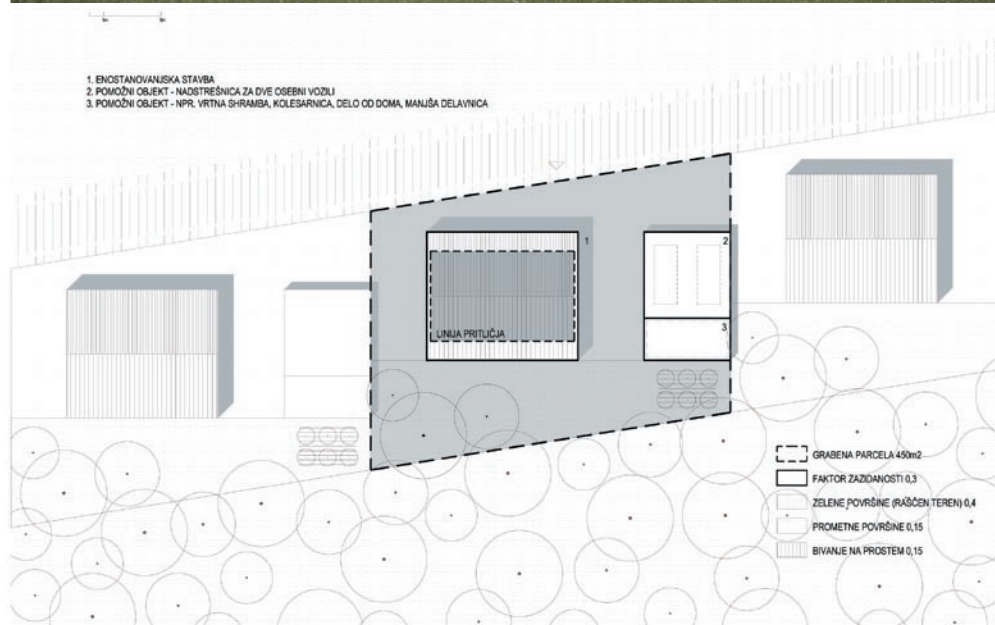 1. ENOSTANOVANJSKA STAVBA
2. POMOŽNI OBJEKT - NADSTREŠNICA ZA DVE OSEBNI VOZILI
3. POMOŽNI OBJEKT - NPR. VRTNA SHRAMBA, KOLESARNICA, DELO OD DOMA, MANJŠA DELAVNICA
1
2
LINIJA PRITLIČJA
3
GRABENA PARCELA 450m2
FAKTOR ZAZIDANOSTI 0,3
ZELENE POVRŠINE (RAŠČEN TEREN) 0,4
PROMETNE POVRŠINE 0,15
BIVANJE NA PROSTEM 0,15